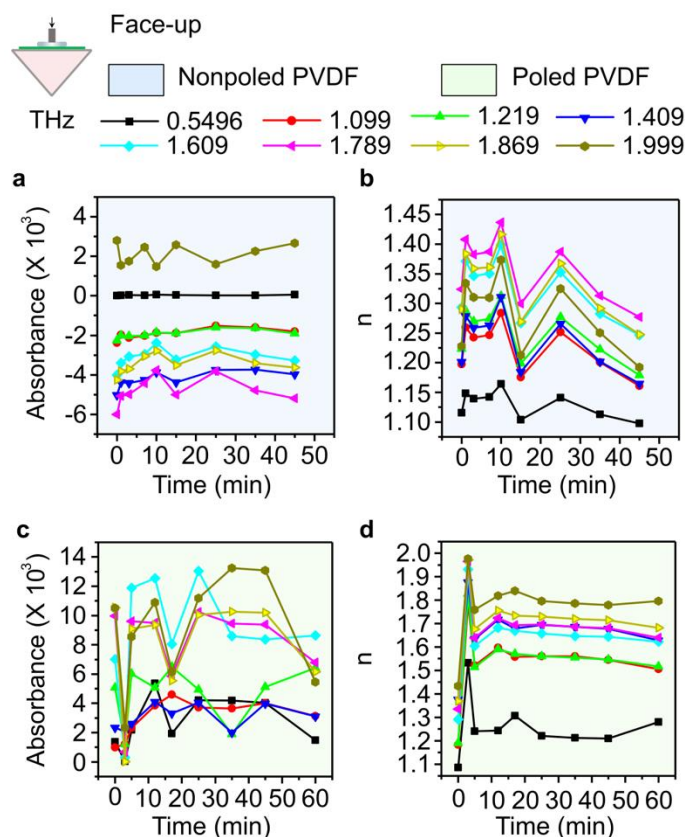 Face-up
Nonpoled PVDF Poled PVDF
THz 0.5496 1.099 1.219 1.409
1.609 1.789 1.869 1.999
a b
Absorbance (X 10³)
4
2
0
-2
-4
-6
0 10 20 30 40 50
Time (min)
n
1.45
1.40
1.35
1.30
1.25
1.20
1.15
1.10
0 10 20 30 40 50
Time (min)
c d
Absorbance (X 10³)
14
12
10
8
6
4
2
0
0 10 20 30 40 50 60
Time (min)
n
2.0
1.9
1.8
1.7
1.6
1.5
1.4
1.3
1.2
1.1
0 10 20 30 40 50 60
Time (min)